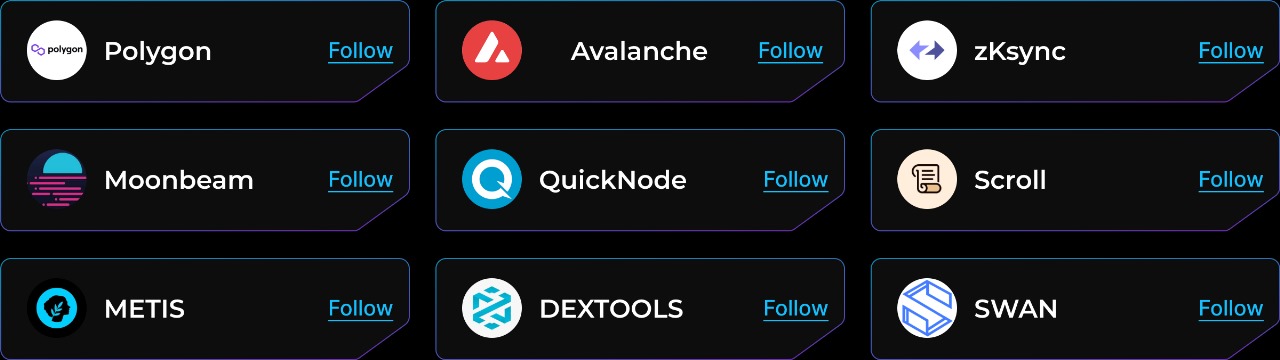 polygon Polygon Follow
Avalanche Follow
zKsync Follow
Moonbeam Follow
QuickNode Follow
Scroll Follow
METIS Follow
DEXTOOLS Follow
SWAN Follow